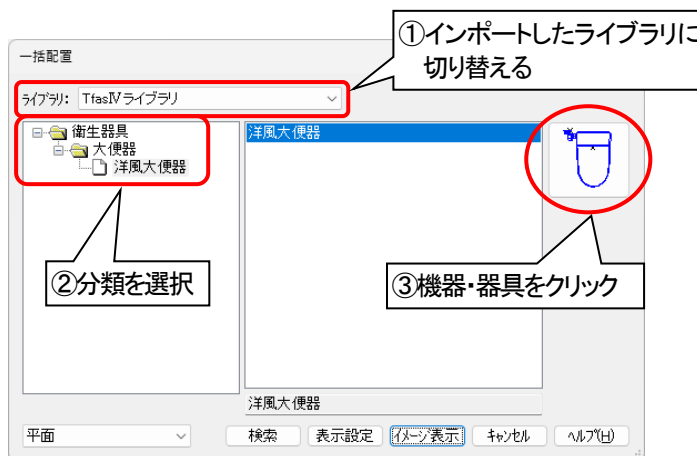 ①インポートしたライブラリに
切り替える
一括配置
ライブラリ: TfasⅣライブラリ
衛生器具
大便器
洋風大便器
洋風大便器
②分類を選択
③機器・器具をクリック
洋風大便器
平面
検索
表示設定
イメージ表示
キャンセル
ヘルプ(H)